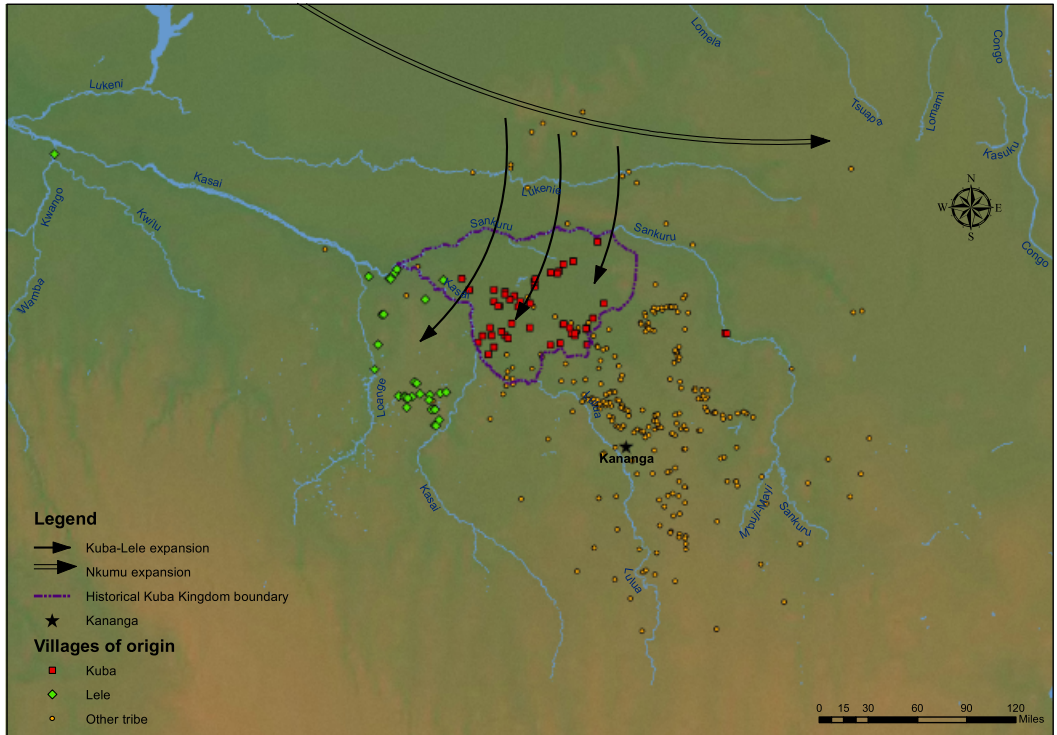 Lomela
Congo
Lukeni
Tsuapa
Lomami
Kasuku
Kasai
Kwango
Kwilu
Lukenie
N
W
E
S
Sankuru
Sankuru
Congo
Wamba
Kasai
Loange
Lulua
Kananga
Kasai
M'buji-Mayi
Sankuru
Lulua
Legend
Kuba-Lele expansion
Nkumu expansion
Historical Kuba Kingdom boundary
Kananga
Villages of origin
Kuba
Lele
Other tribe
0 15 30 60 90 120
Miles